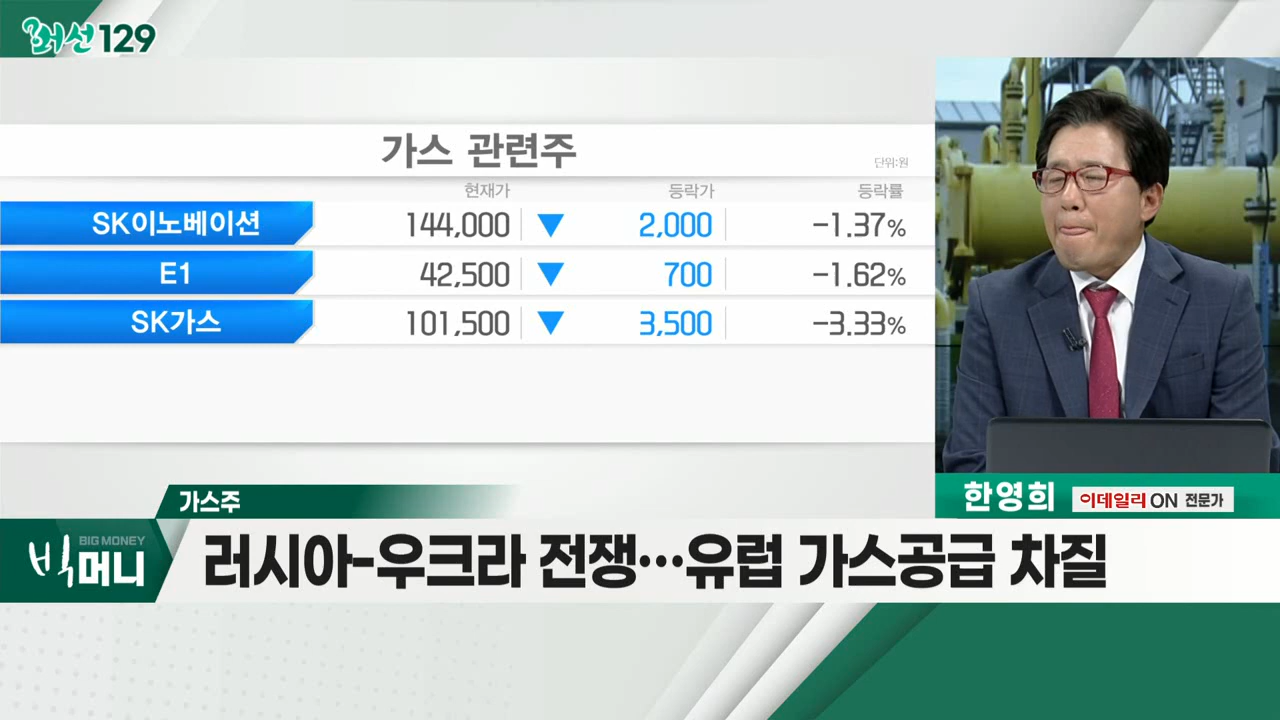 머선129
가스 관련주
단위:원
현재가 등락가 등락률
SK이노베이션 144,000 ▼ 2,000 -1.37%
E1 42,500 ▼ 700 -1.62%
SK가스 101,500 ▼ 3,500 -3.33%
한영희 이데일리ON 전문가
가스주
BIG MONEY
빅머니
러시아-우크라 전쟁…유럽 가스공급 차질